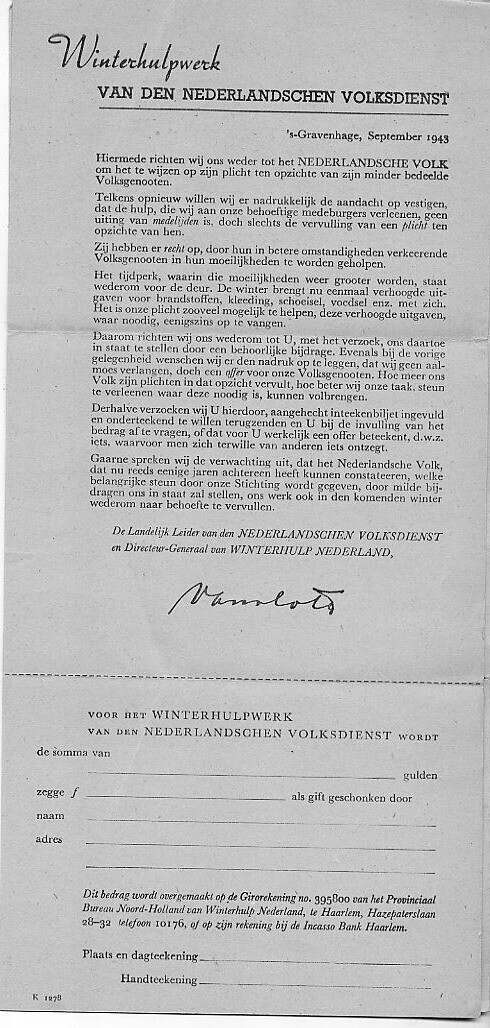 Winterhulpwerk
VAN DEN NEDERLANDSCHEN VOLKSDIENST
's-Gravenhage, September 1943
Hiermede richten wij ons weder tot het NEDERLANDSCHE VOLK
om het te wijzen op zijn plicht ten opzichte van zijn minder bedeelde
Volksgenooten.
Telkens opnieuw willen wij er nadrukkelijk de aandacht op vestigen,
dat de hulp, die wij aan onze behoeftige medeburgers verleenen, geen
uiting van medelijden is, doch slechts de vervulling van een plicht ten
opzichte van hen.
Zij hebben er recht op, door hun in betere omstandigheden verkeerende
Volksgenooten in hun moeilijkheden te worden geholpen.
Het tijdperk, waarin die moeilijkheden weer grooter worden, staat
wederom voor de deur. De winter brengt nu eenmaal verhoogde uit-
gaven voor brandstoffen, kleeding, schoeisel, voedsel enz. met zich.
Het is onze plicht zooveel mogelijk te helpen, deze verhoogde uitgaven,
waar noodig, eenigszins op te vangen.
Daarom richten wij ons wederom tot U, met het verzoek, ons daartoe
in staat te stellen door een behoorlijke bijdrage. Evenals bij de vorige
gelegenheid wenschen wij er den nadruk op te leggen, dat wij geen aal-
moes verlangen, doch een offer voor onze Volksgenooten. Hoe meer ons
Volk zijn plichten in dat opzicht vervult, hoe beter wij onze taak, steun
te verleenen waar deze noodig is, kunnen volbrengen.
Derhalve verzoeken wij U hierdoor, aangehecht inteekenbiljet ingevuld
en onderteekend te willen terugzenden en U bij de invulling van het
bedrag af te vragen, of dat voor U werkelijk een offer beteekent, d.w.z.
iets, waarvoor men zich terwille van anderen iets ontzegt.
Gaarne spreken wij de verwachting uit, dat het Nederlandsche Volk,
dat nu reeds eenige jaren achtereen heeft kunnen constateeren, welke
belangrijke steun door onze Stichting wordt gegeven, door milde bij-
dragen ons in staat zal stellen, ons werk ook in den komenden winter
wederom naar behoefte te vervullen.
De Landelijk Leider van den NEDERLANDSCHEN VOLKSDIENST
en Directeur-Generaal van WINTERHULP NEDERLAND,
VOOR HET WINTERHULPWERK
VAN DEN NEDERLANDSCHEN VOLKSDIENST WORDT
de somma van
gulden
zegge f als gift geschonken door
naam
adres
Dit bedrag wordt overgemaakt op de Girorekening no. 395800 van het Provinciaal
Bureau Noord-Holland van Winterhulp Nederland, te Haarlem, Hazepaterslaan
28–32 telefoon 10176, of op zijn rekening bij de Incasso Bank Haarlem.
Plaats en dagteekening
Handteekening
K 1278